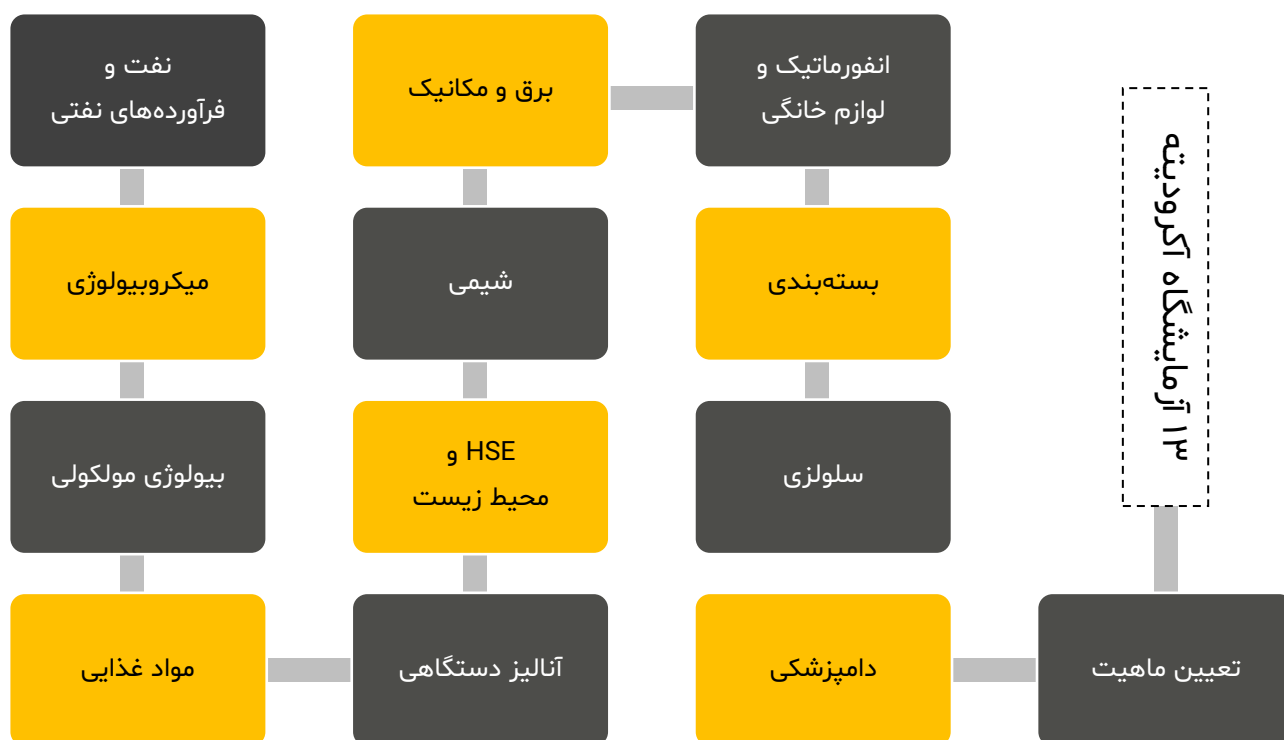 ۱۳ آزمایشگاه آکرودیته
تعیین ماهیت
دامپزشکی
سلولزی
بسته‌بندی
انفورماتیک و
لوازم خانگی
برق و مکانیک
شیمی
HSE و
محیط زیست
آنالیز دستگاهی
مواد غذایی
بیولوژی مولکولی
میکروبیولوژی
نفت و
فرآورده‌های نفتی